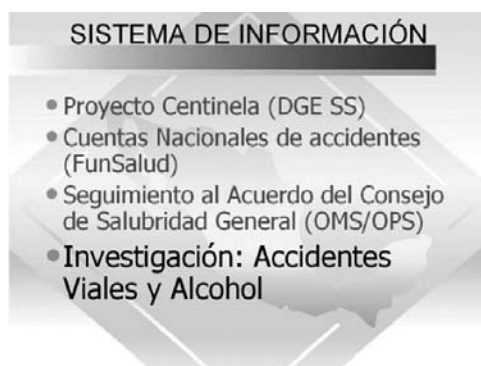 SISTEMA DE INFORMACIÓN
• Proyecto Centinela (DGE SS)
• Cuentas Nacionales de accidentes
(FunSalud)
• Seguimiento al Acuerdo del Consejo
de Salubridad General (OMS/OPS)
• Investigación: Accidentes
Viales y Alcohol